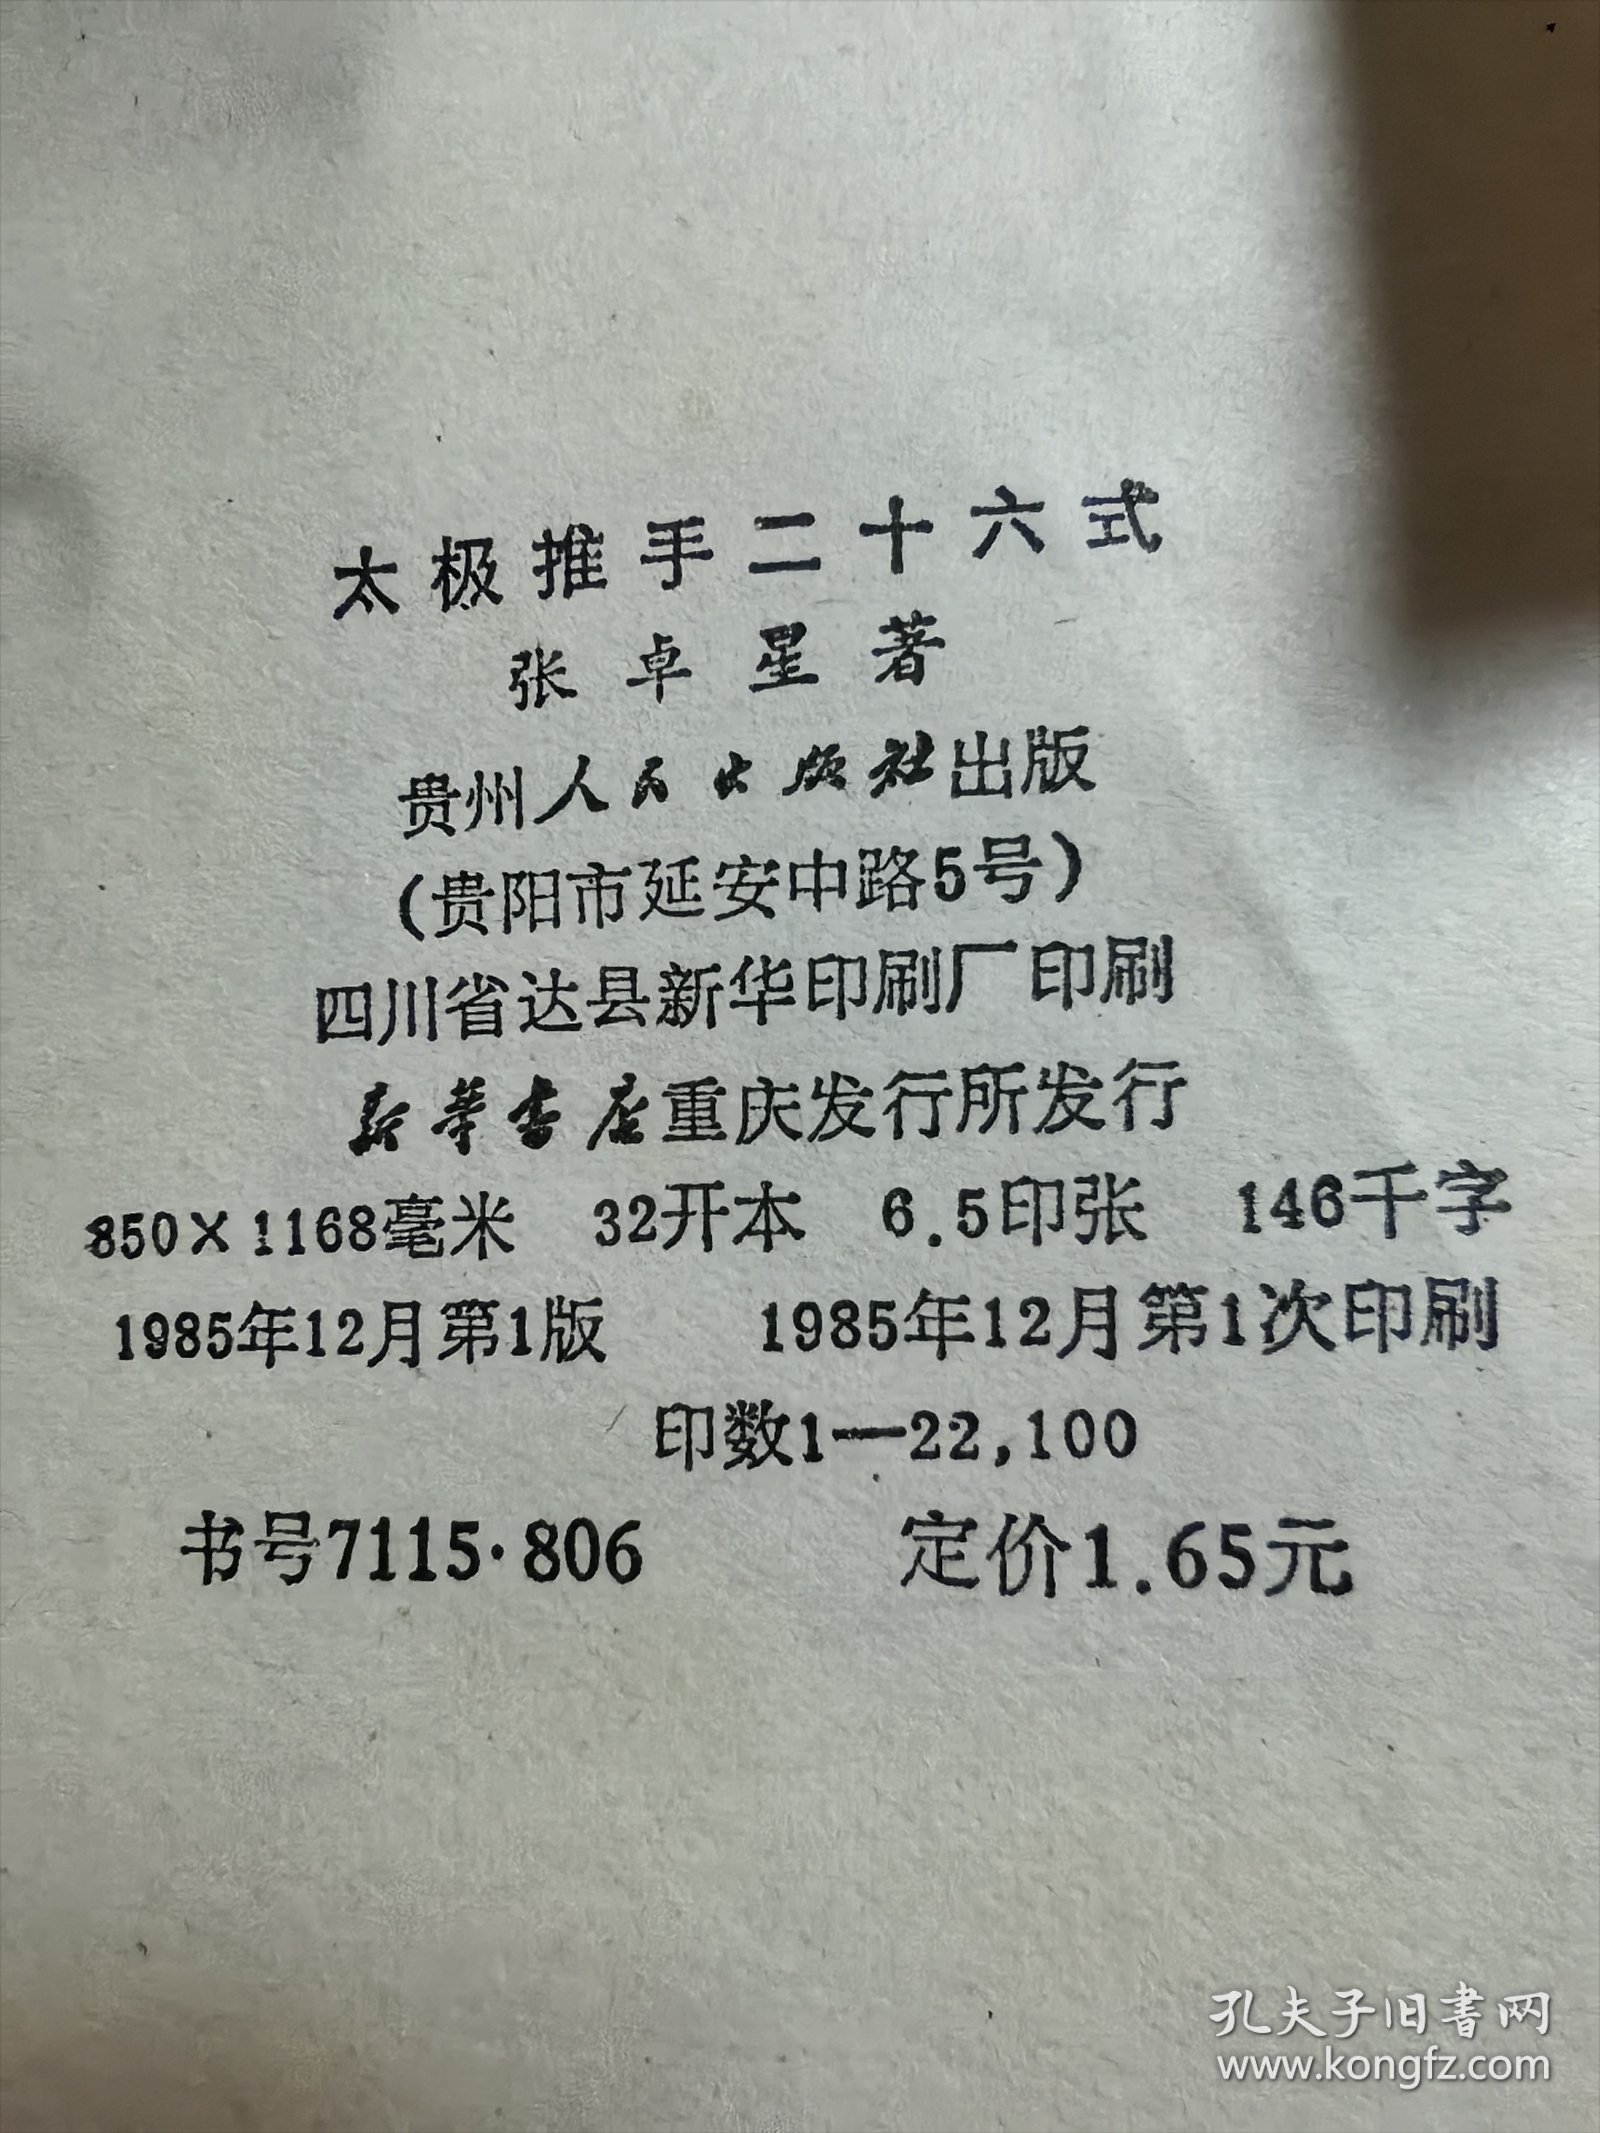 太极推手二十六式
张卓星著
贵州人民出版社出版
(贵阳市延安中路5号)
四川省达县新华印刷厂印刷
新华书店重庆发行所发行
850×1168毫米 32开本 6.5印张 146千字
1985年12月第1版 1985年12月第1次印刷
印数1—22,100
书号7115·806 定价1.65元
孔夫子旧书网
www.kongfz.com